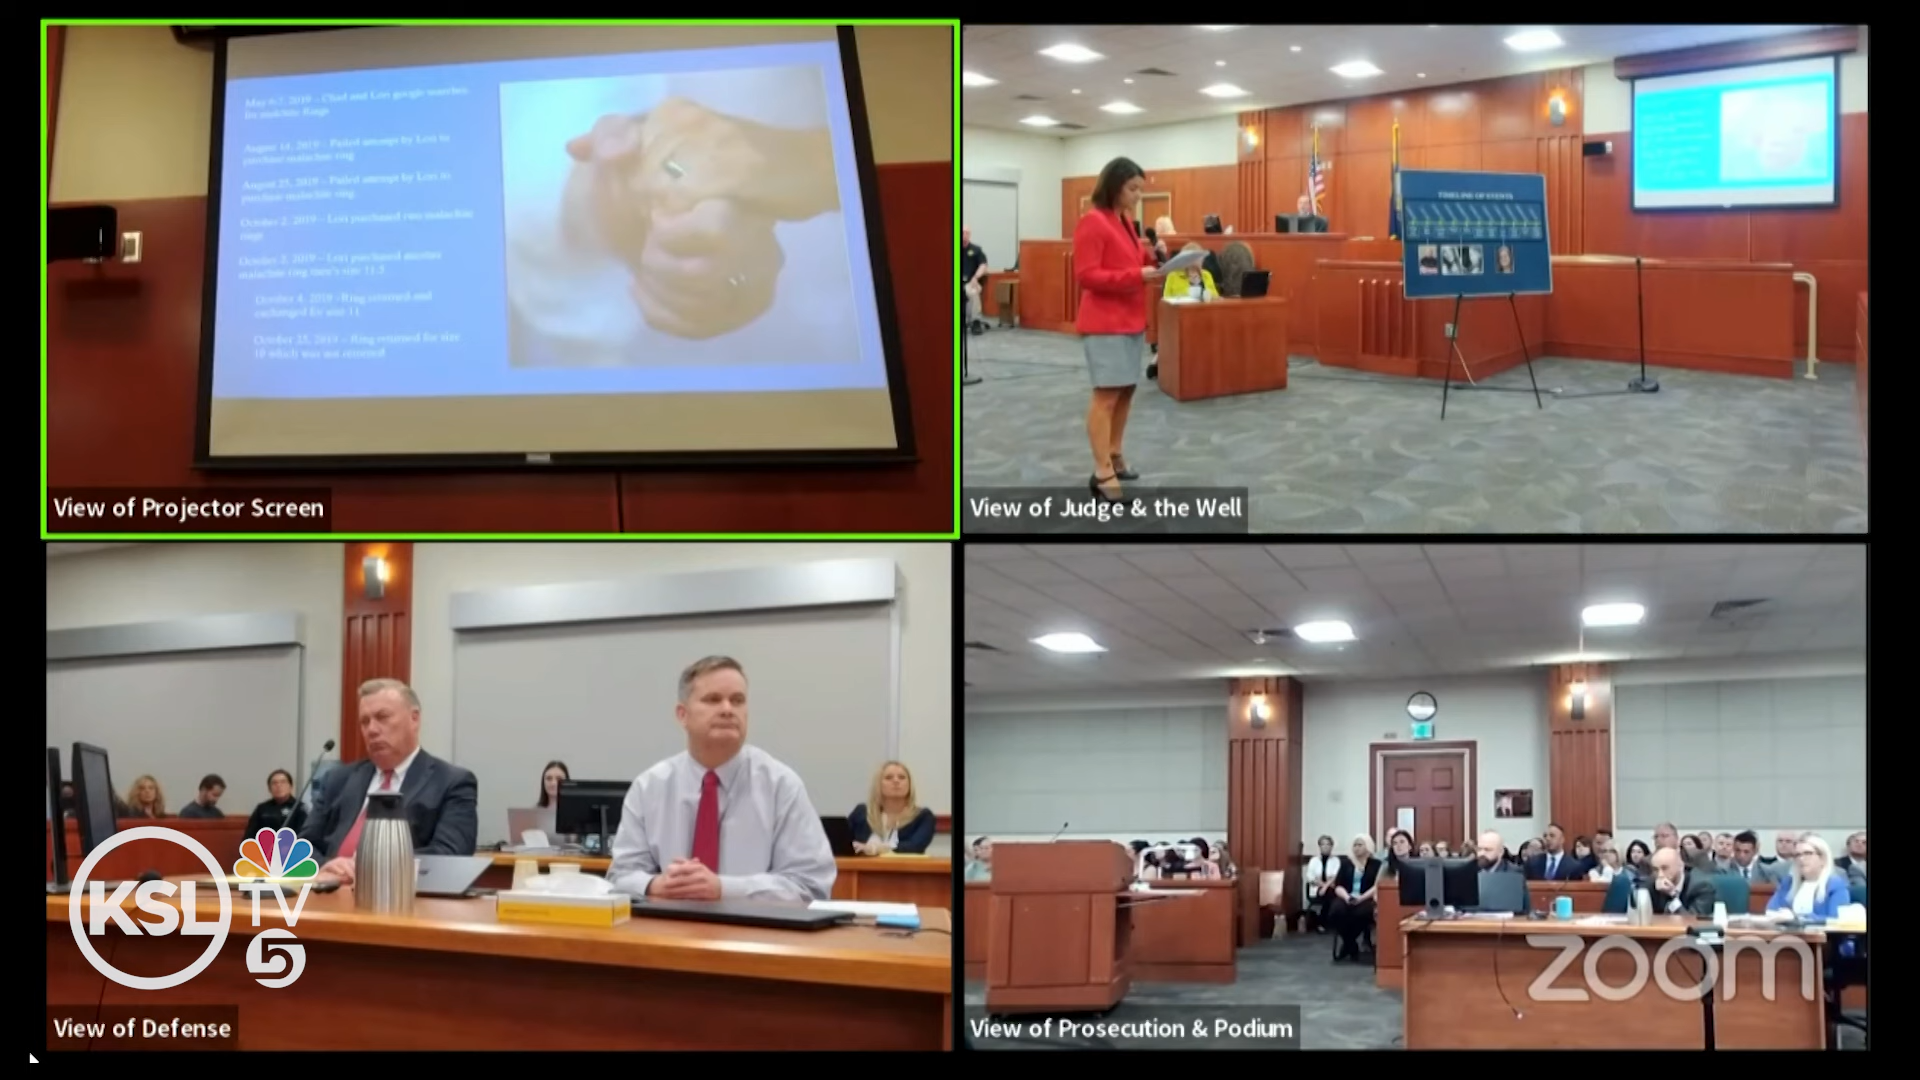 May 6-7, 2019 – Chad and Lori google searches
for malachite Rings
August 14, 2019 – Failed attempt by Lori to
purchase malachite ring
August 25, 2019 – Failed attempt by Lori to
purchase malachite ring
October 2, 2019 – Lori purchased two malachite
rings
October 2, 2019 – Lori purchased another
malachite ring men's size 11.5
October 4, 2019 – Ring returned and
exchanged for size 11
October 25, 2019 – Ring returned for size
10 which was not returned
View of Projector Screen
TIMELINE OF EVENTS
View of Judge & the Well
KSL
TV
5
View of Defense
zoom
View of Prosecution & Podium